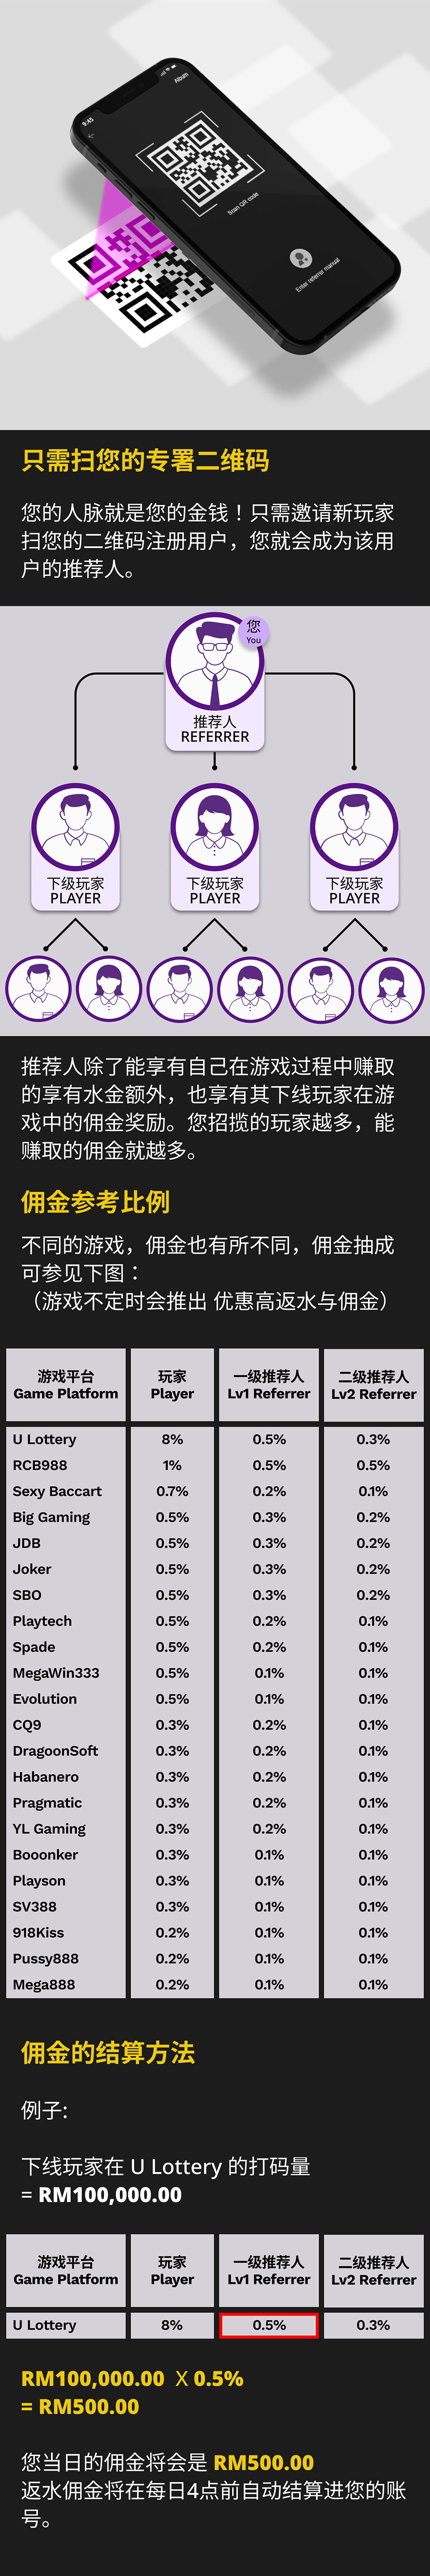 9:45
Album
Scan QR code
Enter referrer manual
只需扫您的专署二维码
您的人脉就是您的金钱！只需邀请新玩家
扫您的二维码注册用户，您就会成为该用
户的推荐人。
您
You
推荐人
REFERRER
下级玩家 下级玩家 下级玩家
PLAYER PLAYER PLAYER
推荐人除了能享有自己在游戏过程中赚取
的享有水金额外，也享有其下线玩家在游
戏中的佣金奖励。您招揽的玩家越多，能
赚取的佣金就越多。
佣金参考比例
不同的游戏，佣金也有所不同，佣金抽成
可参见下图：
（游戏不定时会推出 优惠高返水与佣金）
游戏平台 玩家 一级推荐人 二级推荐人
Game Platform Player Lv1 Referrer Lv2 Referrer
U Lottery 8% 0.5% 0.3%
RCB988 1% 0.5% 0.5%
Sexy Baccart 0.7% 0.2% 0.1%
Big Gaming 0.5% 0.3% 0.2%
JDB 0.5% 0.3% 0.2%
Joker 0.5% 0.3% 0.2%
SBO 0.5% 0.3% 0.2%
Playtech 0.5% 0.2% 0.1%
Spade 0.5% 0.2% 0.1%
MegaWin333 0.5% 0.1% 0.1%
Evolution 0.5% 0.1% 0.1%
CQ9 0.3% 0.2% 0.1%
DragoonSoft 0.3% 0.2% 0.1%
Habanero 0.3% 0.2% 0.1%
Pragmatic 0.3% 0.2% 0.1%
YL Gaming 0.3% 0.2% 0.1%
Booonker 0.3% 0.1% 0.1%
Playson 0.3% 0.1% 0.1%
SV388 0.3% 0.1% 0.1%
918Kiss 0.2% 0.1% 0.1%
Pussy888 0.2% 0.1% 0.1%
Mega888 0.2% 0.1% 0.1%
佣金的结算方法
例子:
下线玩家在 U Lottery 的打码量
= RM100,000.00
游戏平台 玩家 一级推荐人 二级推荐人
Game Platform Player Lv1 Referrer Lv2 Referrer
U Lottery 8% 0.5% 0.3%
RM100,000.00 X 0.5%
= RM500.00
您当日的佣金将会是 RM500.00
返水佣金将在每日4点前自动结算进您的账
号。